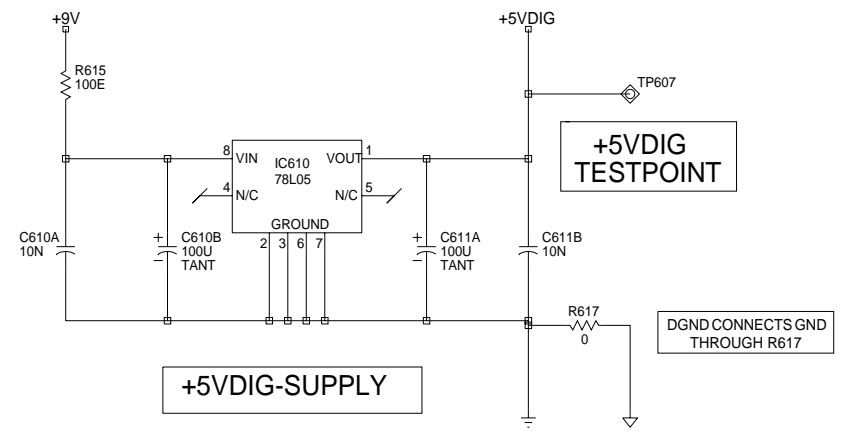 +9V
+5VDIG
R615
100E
TP607
+5VDIG
TESTPOINT
8
VIN
IC610
78L05
VOUT
1
4
N/C
N/C
5
GROUND
2
3
6
7
C610A
10N
+
C610B
100U
TANT
−
+
C611A
100U
TANT
−
C611B
10N
R617
0
DGND CONNECTS GND
THROUGH R617
+5VDIG-SUPPLY